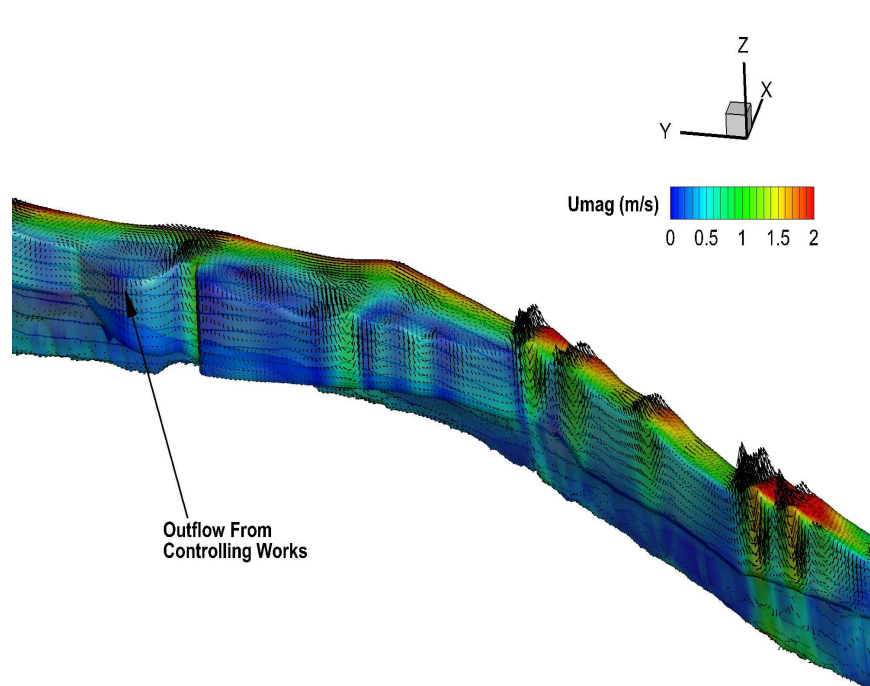 Z
X
Y
Umag (m/s)
0 0.5 1 1.5 2
Outflow From
Controlling Works